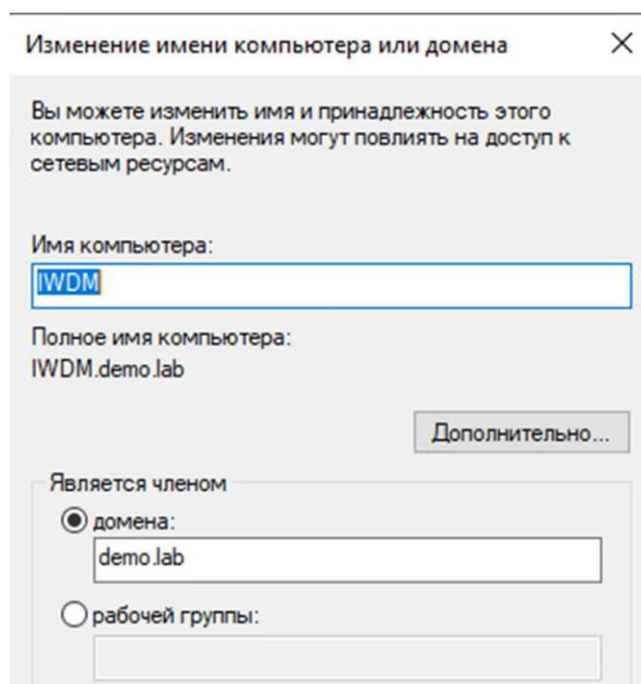 Изменение имени компьютера или домена
Вы можете изменить имя и принадлежность этого
компьютера. Изменения могут повлиять на доступ к
сетевым ресурсам.
Имя компьютера:
IWDM
Полное имя компьютера:
IWDM.demo.lab
Дополнительно...
Является членом
домена:
demo.lab
рабочей группы: